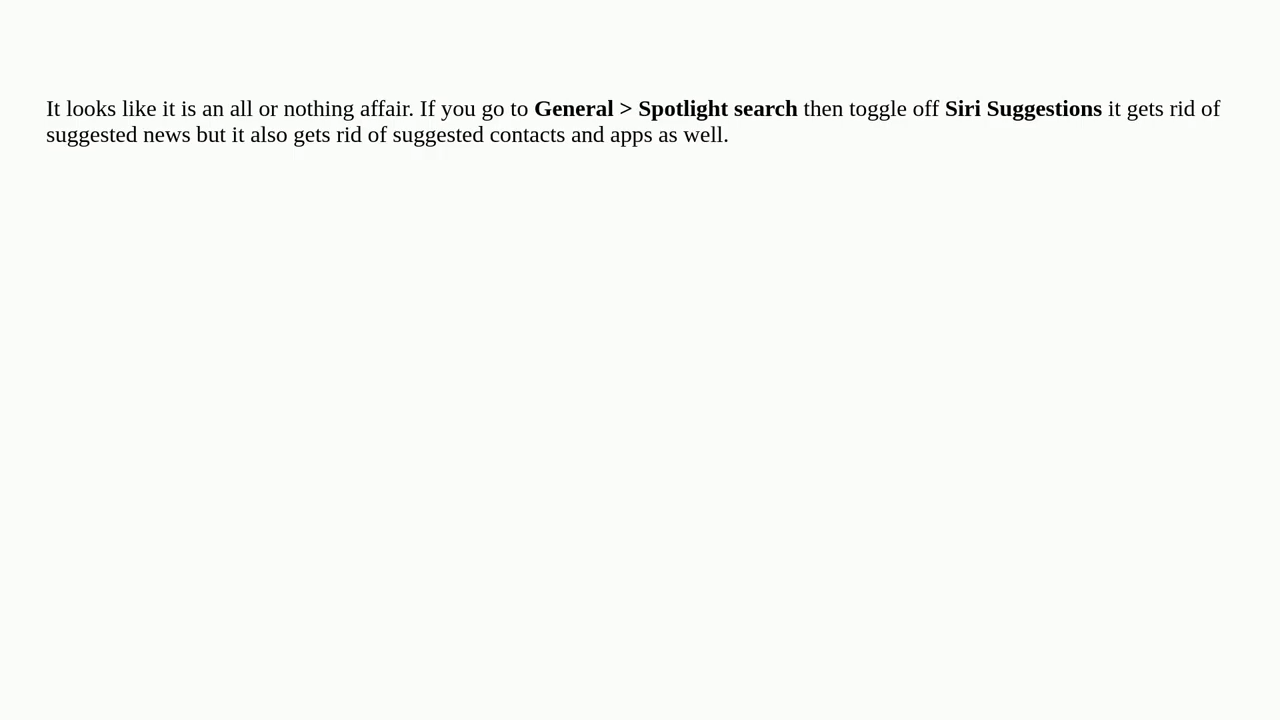 It looks like it is an all or nothing affair. If you go to General > Spotlight search then toggle off Siri Suggestions it gets rid of
suggested news but it also gets rid of suggested contacts and apps as well.